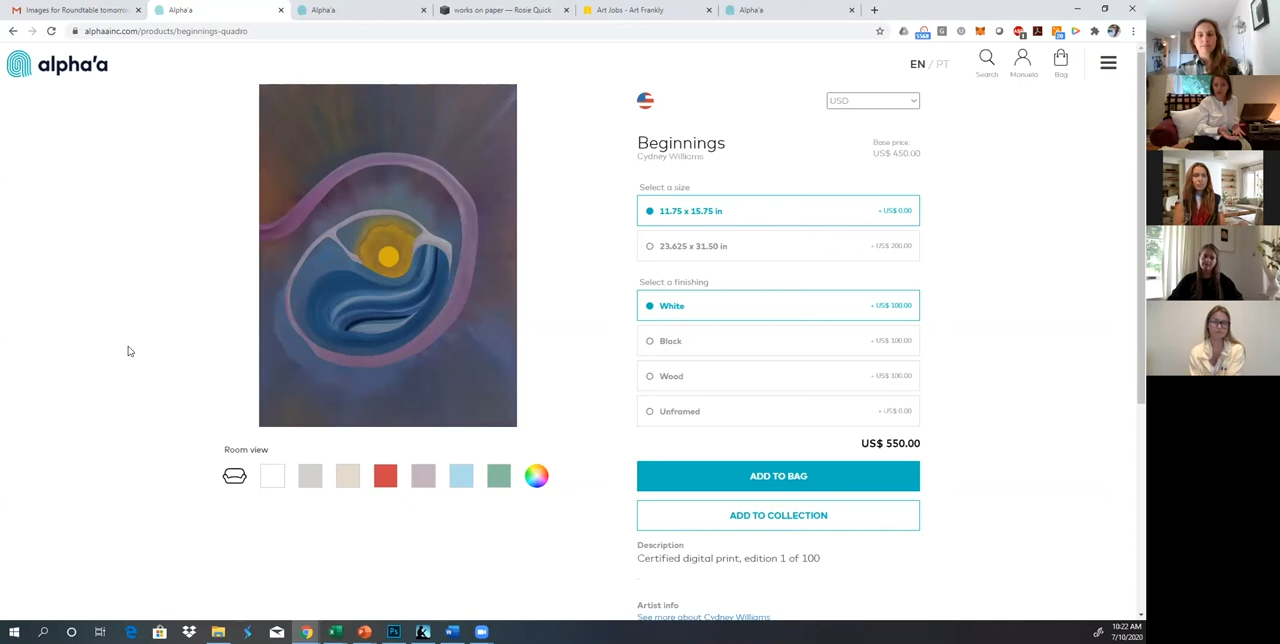 Images for Roundtable tomorrow
Alpha'a
Alpha'a
works on paper — Rosie Quick
Art Jobs - Art Frankly
Alpha'a
alphaainc.com/products/beginnings-quadro
alpha'a
EN / PT
Search
Manuela
Bag
USD
Beginnings
Cydney Williams
Base price:
US$ 450.00
Select a size
11.75 x 15.75 in
+ US$ 0.00
23.625 x 31.50 in
+ US$ 200.00
Select a finishing
White
+ US$ 100.00
Black
+ US$ 100.00
Wood
+ US$ 100.00
Unframed
+ US$ 0.00
US$ 550.00
Room view
ADD TO BAG
ADD TO COLLECTION
Description
Certified digital print, edition 1 of 100
.
Artist info
See more about Cydney Williams
10:22 AM
7/10/2020